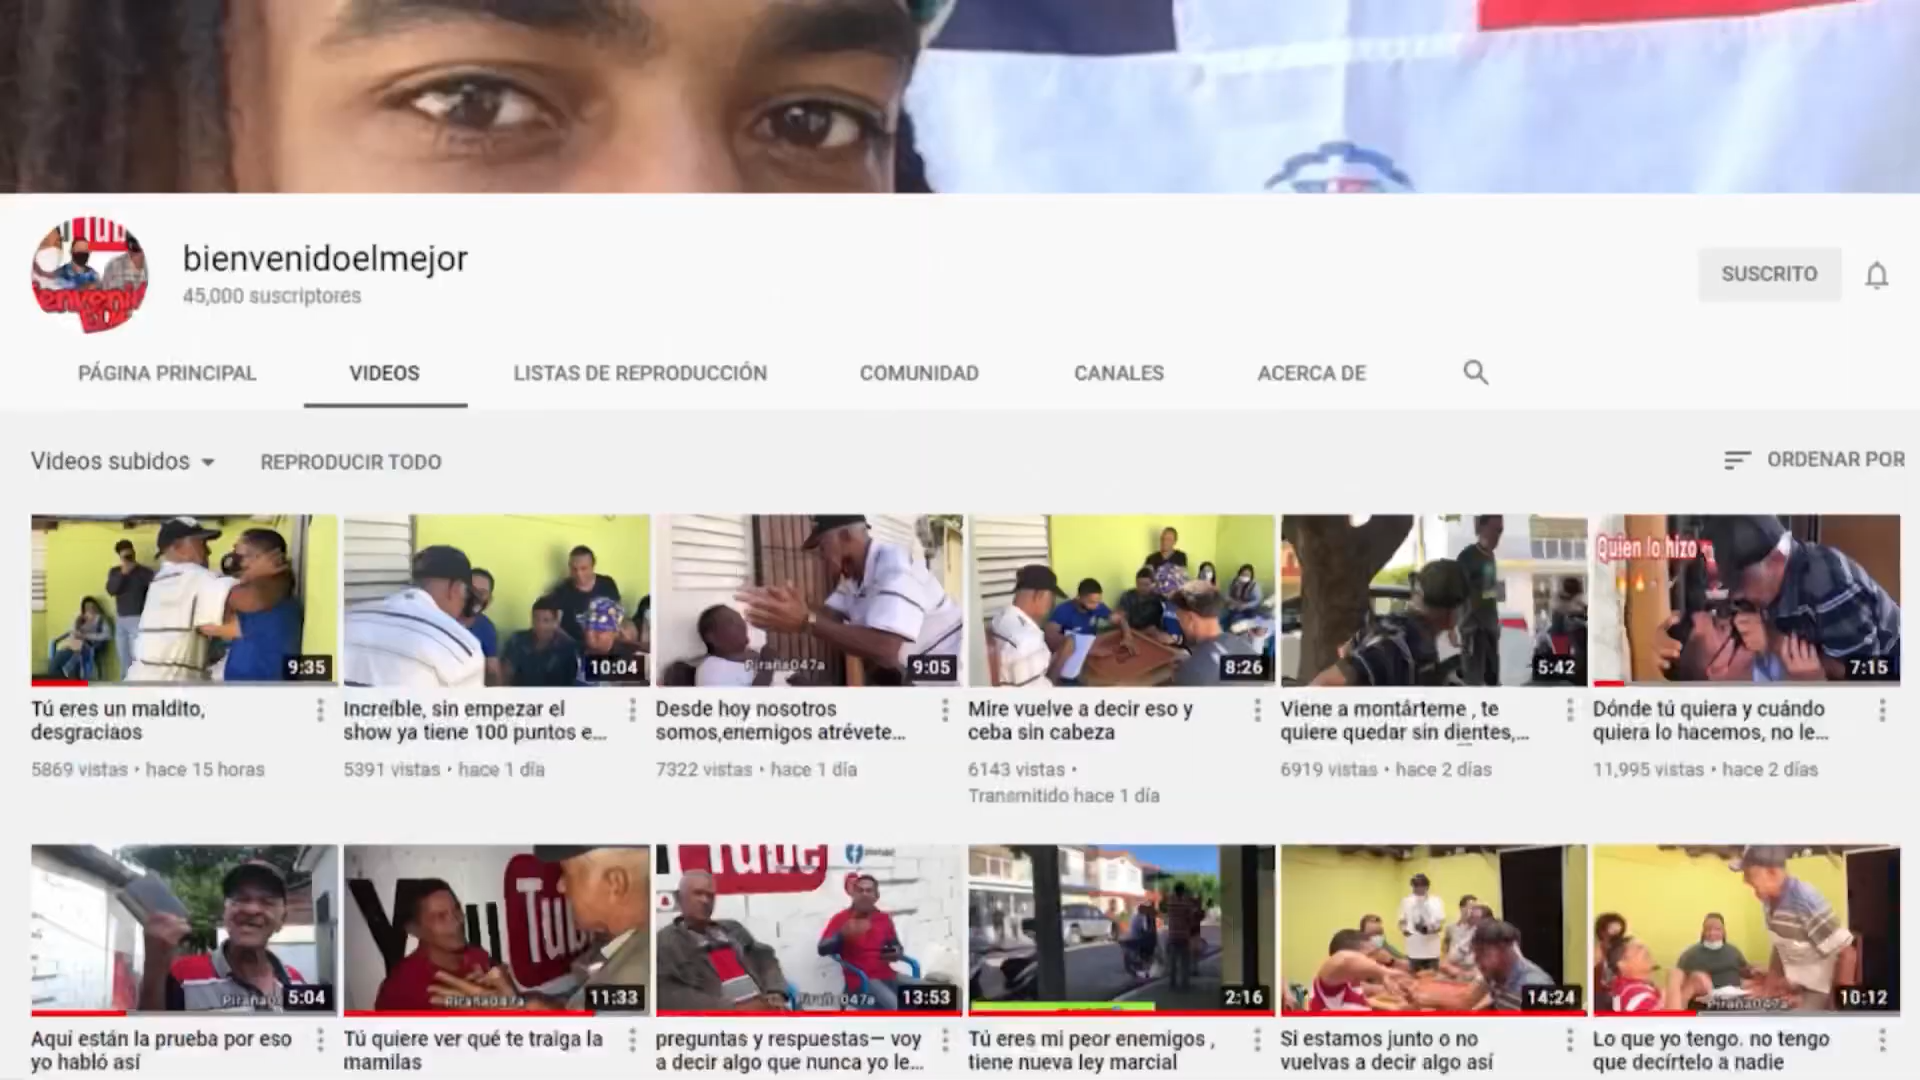 bienvenidoelmejor
45,000 suscriptores
SUSCRITO
PÁGINA PRINCIPAL
VIDEOS
LISTAS DE REPRODUCCIÓN
COMUNIDAD
CANALES
ACERCA DE
Videos subidos
REPRODUCIR TODO
ORDENAR POR
9:35
10:04
Piraña047a
9:05
8:26
5:42
Quien lo hizo
7:15
Tú eres un maldito,
desgraciaos
5869 vistas • hace 15 horas
Increíble, sin empezar el
show ya tiene 100 puntos e...
5391 vistas • hace 1 día
Desde hoy nosotros
somos,enemigos atrévete...
7322 vistas • hace 1 día
Mire vuelve a decir eso y
ceba sin cabeza
6143 vistas •
Transmitido hace 1 día
Viene a montárteme , te
quiere quedar sin dientes,...
6919 vistas • hace 2 días
Dónde tú quiera y cuándo
quiera lo hacemos, no le...
11,995 vistas • hace 2 días
5:04
You Tube
11:33
Tube
Piraña047a
13:53
2:16
14:24
Piraña047a
10:12
Aquí están la prueba por eso
yo habló así
Tú quiere ver qué te traiga la
mamilas
preguntas y respuestas— voy
a decir algo que nunca yo le...
Tú eres mi peor enemigos ,
tiene nueva ley marcial
Si estamos junto o no
vuelvas a decir algo así
Lo que yo tengo. no tengo
que decírtelo a nadie